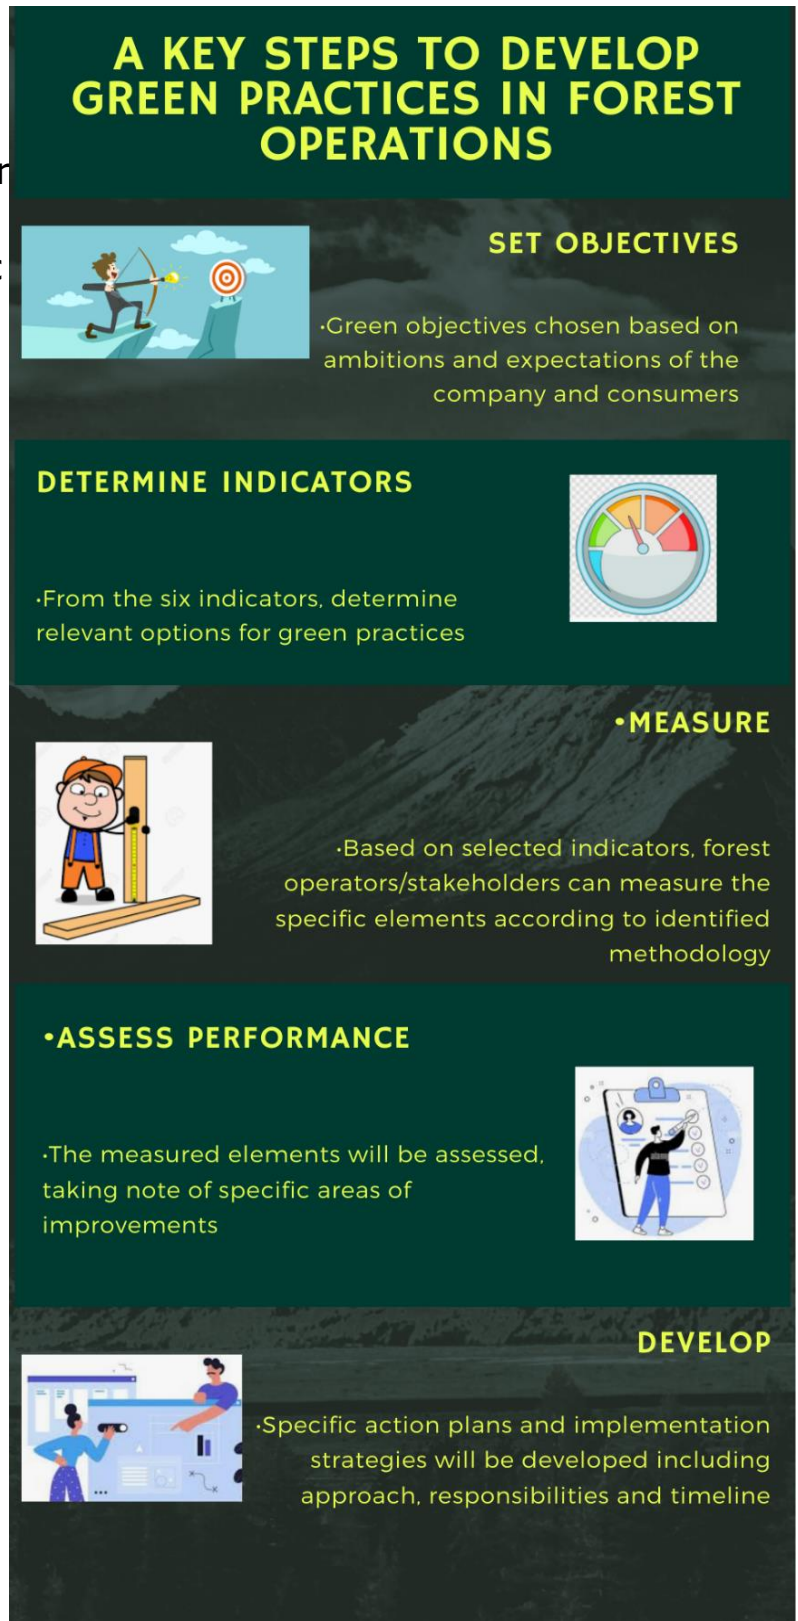 A KEY STEPS TO DEVELOP
GREEN PRACTICES IN FOREST
OPERATIONS
SET OBJECTIVES
•Green objectives chosen based on
ambitions and expectations of the
company and consumers
DETERMINE INDICATORS
•From the six indicators, determine
relevant options for green practices
•MEASURE
•Based on selected indicators, forest
operators/stakeholders can measure the
specific elements according to identified
methodology
•ASSESS PERFORMANCE
•The measured elements will be assessed,
taking note of specific areas of
improvements
DEVELOP
•Specific action plans and implementation
strategies will be developed including
approach, responsibilities and timeline